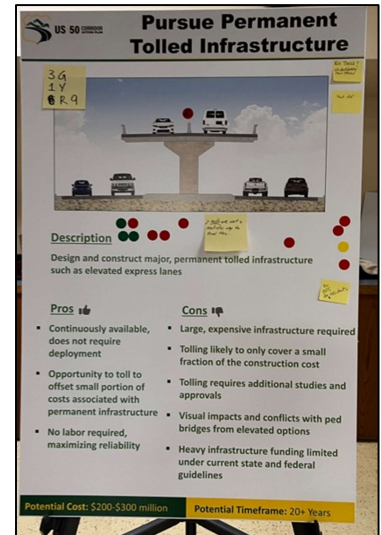 US 50 CORRIDOR
Pursue Permanent
Tolled Infrastructure
3 G
1 Y
R 9
No Tolls!
Description
Design and construct major, permanent tolled infrastructure
such as elevated express lanes
Pros
▪ Continuously available,
does not require
deployment
▪ Opportunity to toll to
offset small portion of
costs associated with
permanent infrastructure
▪ No labor required,
maximizing reliability
Cons
▪ Large, expensive infrastructure required
▪ Tolling likely to only cover a small
fraction of the construction cost
▪ Tolling requires additional studies and
approvals
▪ Visual impacts and conflicts with ped
bridges from elevated options
▪ Heavy infrastructure funding limited
under current state and federal
guidelines
Potential Cost: $200-$300 million
Potential Timeframe: 20+ Years